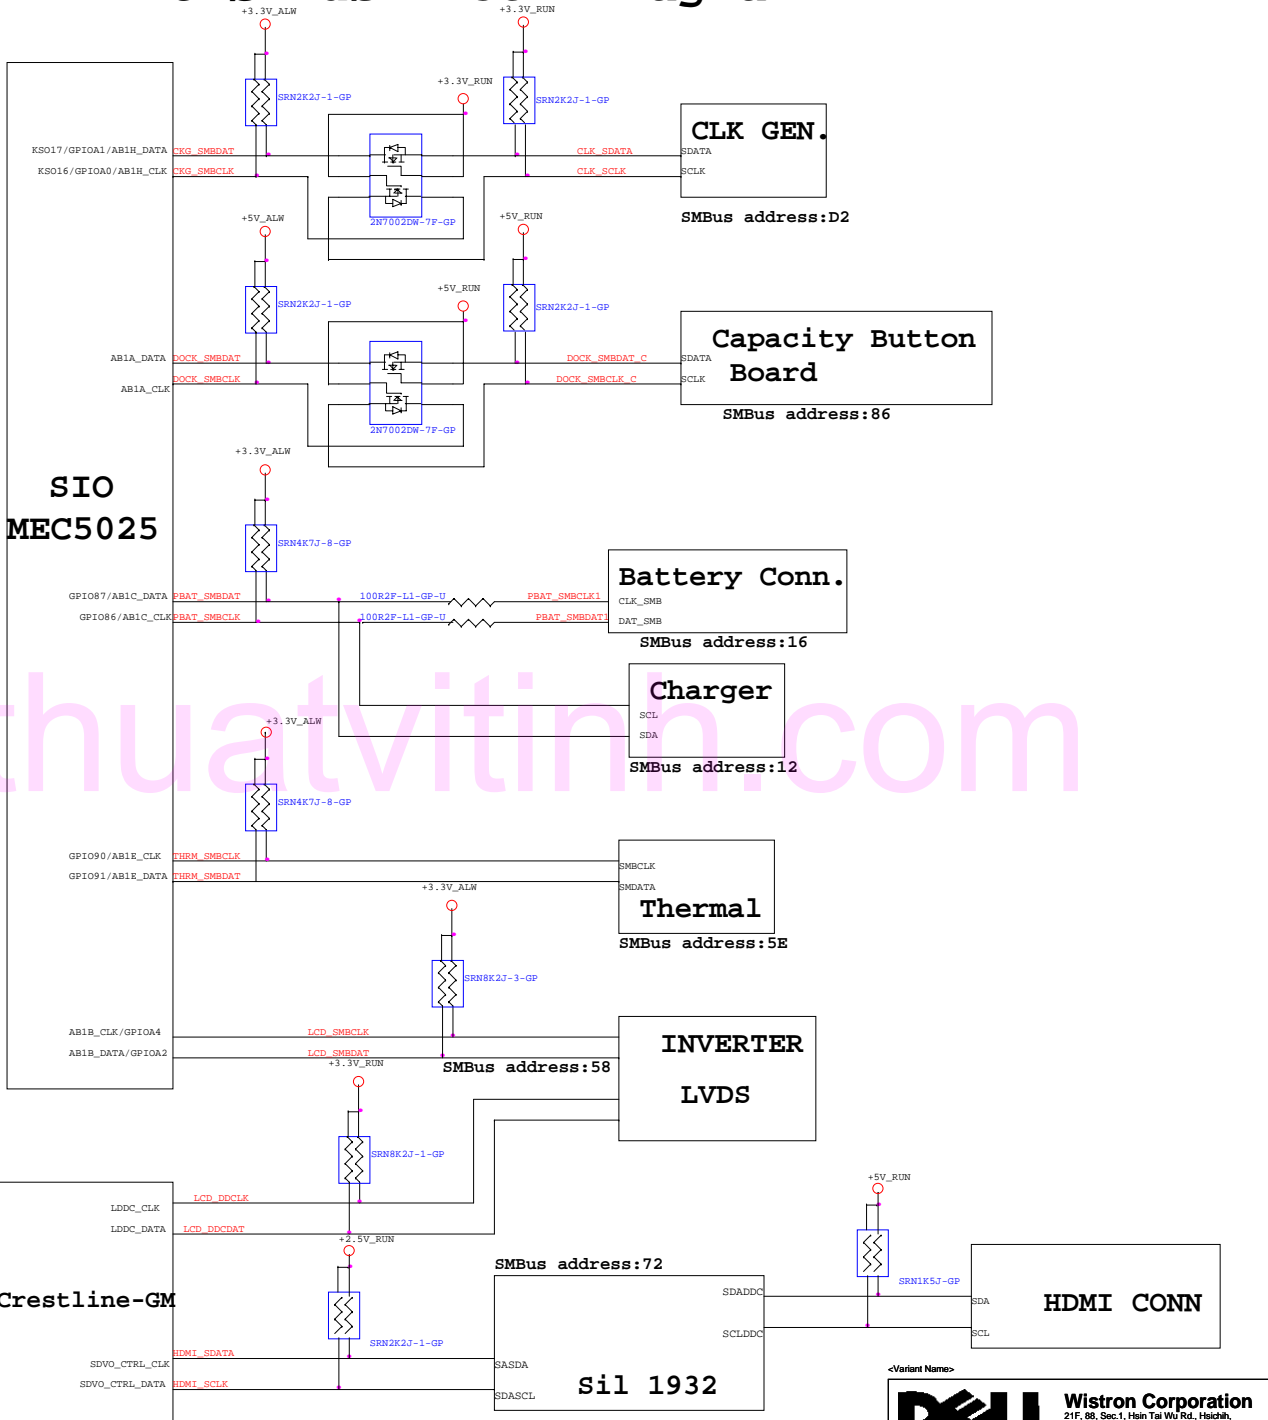 +3.3V_ALW
+3.3V_RUN
+3.3V_RUN
SRN2K2J-1-GP
SRN2K2J-1-GP
CLK GEN.
KSO17/GPIOA1/AB1H_DATA
CKG_SMBDAT
CLK_SDATA
SDATA
KSO16/GPIOA0/AB1H_CLK
CKG_SMBCLK
CLK_SCLK
SCLK
2N7002DW-7F-GP
SMBus address:D2
+5V_ALW
+5V_RUN
+5V_RUN
SRN2K2J-1-GP
SRN2K2J-1-GP
Capacity Button
Board
AB1A_DATA
DOCK_SMBDAT
DOCK_SMBDAT_C
SDATA
AB1A_CLK
DOCK_SMBCLK
DOCK_SMBCLK_C
SCLK
2N7002DW-7F-GP
SMBus address:86
+3.3V_ALW
SIO
MEC5025
SRN4K7J-8-GP
Battery Conn.
GPIO87/AB1C_DATA
PBAT_SMBDAT
100R2F-L1-GP-U
PBAT_SMBCLK1
CLK_SMB
GPIO86/AB1C_CLK
PBAT_SMBCLK
100R2F-L1-GP-U
PBAT_SMBDAT1
DAT_SMB
SMBus address:16
Charger
SCL
SDA
SMBus address:12
thuatvitinh.com
+3.3V_ALW
SRN4K7J-8-GP
GPIO90/AB1E_CLK
THRM_SMBCLK
SMBCLK
GPIO91/AB1E_DATA
THRM_SMBDAT
SMDATA
Thermal
SMBus address:5E
+3.3V_ALW
SRN8K2J-3-GP
AB1B_CLK/GPIOA4
LCD_SMBCLK
INVERTER
AB1B_DATA/GPIOA2
LCD_SMBDAT
SMBus address:58
LVDS
+3.3V_RUN
SRN8K2J-1-GP
LDDC_CLK
LCD_DDCLK
LDDC_DATA
LCD_DDCDAT
+2.5V_RUN
+5V_RUN
SMBus address:72
Crestline-GM
SRN2K2J-1-GP
SDADDC
SCLDDC
SRN1K5J-GP
SDA
SCL
HDMI CONN
SDVO_CTRL_CLK
HDMI_SDATA
SASDA
SDVO_CTRL_DATA
HDMI_SCLK
SDASCL
Sil 1932
<Variant Name>
DELL
Wistron Corporation
21F, 88, Sec.1, Hsin Tai Wu Rd., Hsichih,